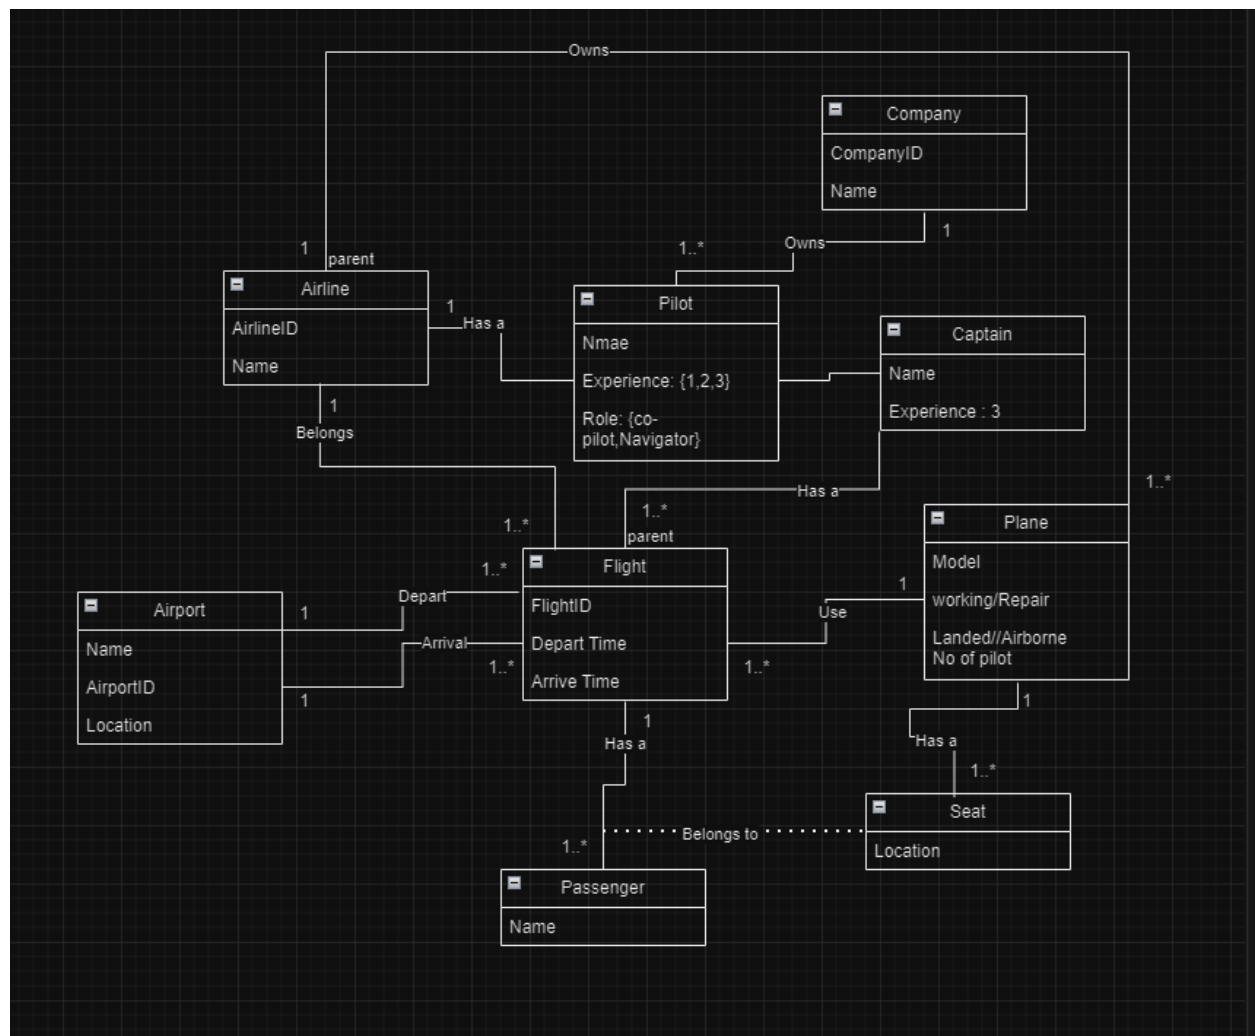 Owns
Company
CompanyID
Name
1
Owns
1..*
1
parent
Airline
AirlineID
Name
1
Has a
Pilot
Nmae
Experience: {1,2,3}
Role: {co-
pilot,Navigator}
Captain
Name
Experience : 3
1
Belongs
Has a
1..*
1..*
1..*
parent
Plane
Model
working/Repair
Landed//Airborne
No of pilot
Flight
FlightID
Depart Time
Arrive Time
1..*
Depart
1
Airport
Name
AirportID
Location
Arrival
1..*
1
1
Use
1..*
1
Has a
1
Has a
1..*
Seat
Location
Belongs to
1..*
Passenger
Name